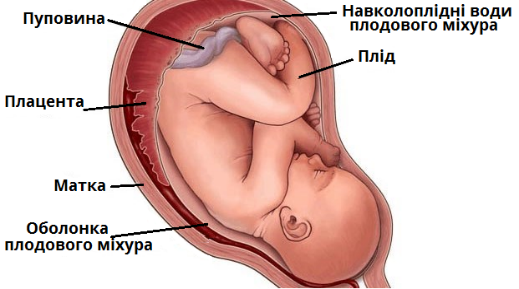 Пуповина
Навколоплідні води
плодового міхура
Плід
Плацента
Матка
Оболонка
плодового міхура